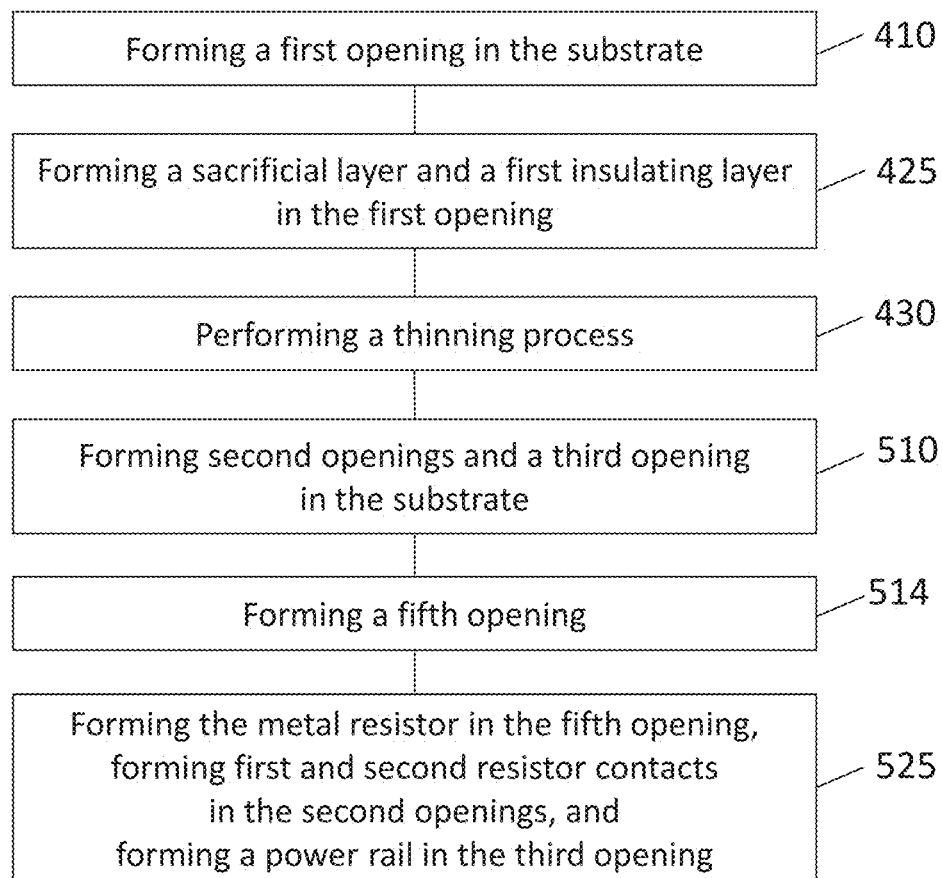 Forming a first opening in the substrate
410
Forming a sacrificial layer and a first insulating layer
in the first opening
425
Performing a thinning process
430
Forming second openings and a third opening
in the substrate
510
Forming a fifth opening
514
Forming the metal resistor in the fifth opening,
forming first and second resistor contacts
in the second openings, and
forming a power rail in the third opening
525